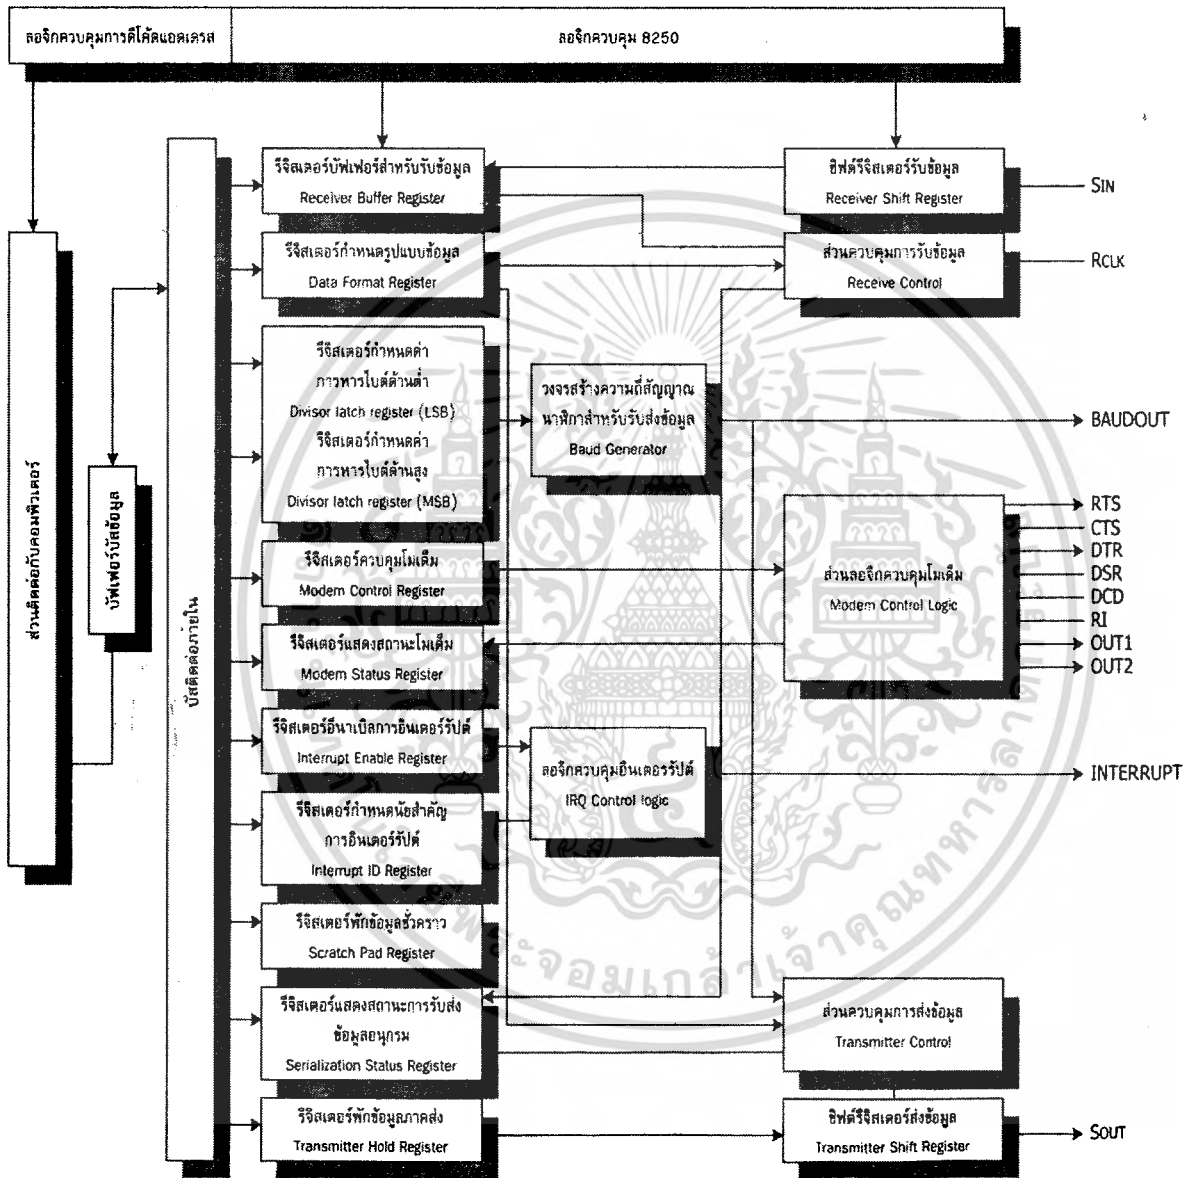 ลอจิกควบคุมการดีโค้ดแอดเดรส
ลอจิกควบคุม 8250
ส่วนติดต่อกับคอมพิวเตอร์
บัฟเฟอร์บัสข้อมูล
บัสติดต่อภายใน
รีจิสเตอร์บัฟเฟอร์สำหรับรับข้อมูล
Receiver Buffer Register
ชิฟต์รีจิสเตอร์รับข้อมูล
Receiver Shift Register
SIN
รีจิสเตอร์กำหนดรูปแบบข้อมูล
Data Format Register
ส่วนควบคุมการรับข้อมูล
Receive Control
RCLK
รีจิสเตอร์กำหนดค่า
การหารไบต์ด้านต่ำ
Divisor latch register (LSB)
รีจิสเตอร์กำหนดค่า
การหารไบต์ด้านสูง
Divisor latch register (MSB)
วงจรสร้างความถี่สัญญาณ
นาฬิกาสำหรับรับส่งข้อมูล
Baud Generator
BAUDOUT
รีจิสเตอร์ควบคุมโมเด็ม
Modem Control Register
ส่วนลอจิกควบคุมโมเด็ม
Modem Control Logic
RTS
CTS
DTR
DSR
DCD
RI
OUT1
OUT2
รีจิสเตอร์แสดงสถานะโมเด็ม
Modem Status Register
รีจิสเตอร์อีนาเบิลการอินเตอร์รัปต์
Interrupt Enable Register
ลอจิกควบคุมอินเตอร์รัปต์
IRQ Control logic
INTERRUPT
รีจิสเตอร์กำหนดนัยสำคัญ
การอินเตอร์รัปต์
Interrupt ID Register
รีจิสเตอร์พักข้อมูลชั่วคราว
Scratch Pad Register
รีจิสเตอร์แสดงสถานะการรับส่ง
ข้อมูลอนุกรม
Serialization Status Register
ส่วนควบคุมการส่งข้อมูล
Transmitter Control
รีจิสเตอร์พักข้อมูลภาคส่ง
Transmitter Hold Register
ชิฟต์รีจิสเตอร์ส่งข้อมูล
Transmitter Shift Register
SOUT
พระจอมเกล้าเจ้าคุณทหารลาดกระบัง